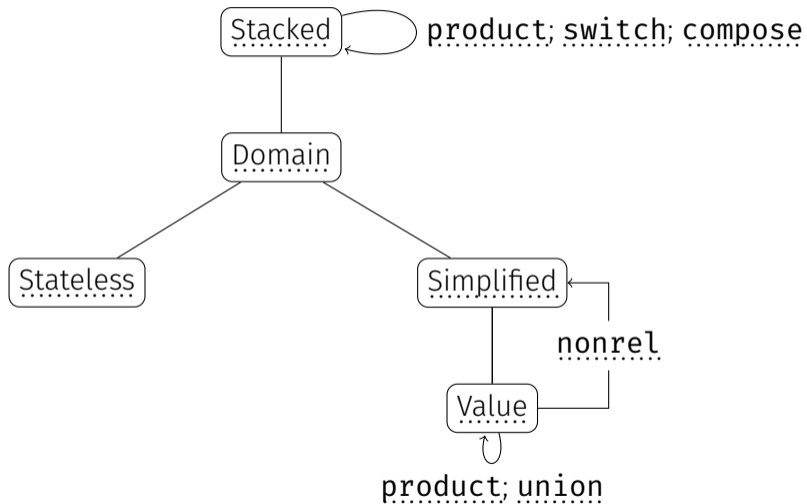 Stacked product; switch; compose
Domain
Stateless Simplified
nonrel
Value
product; union